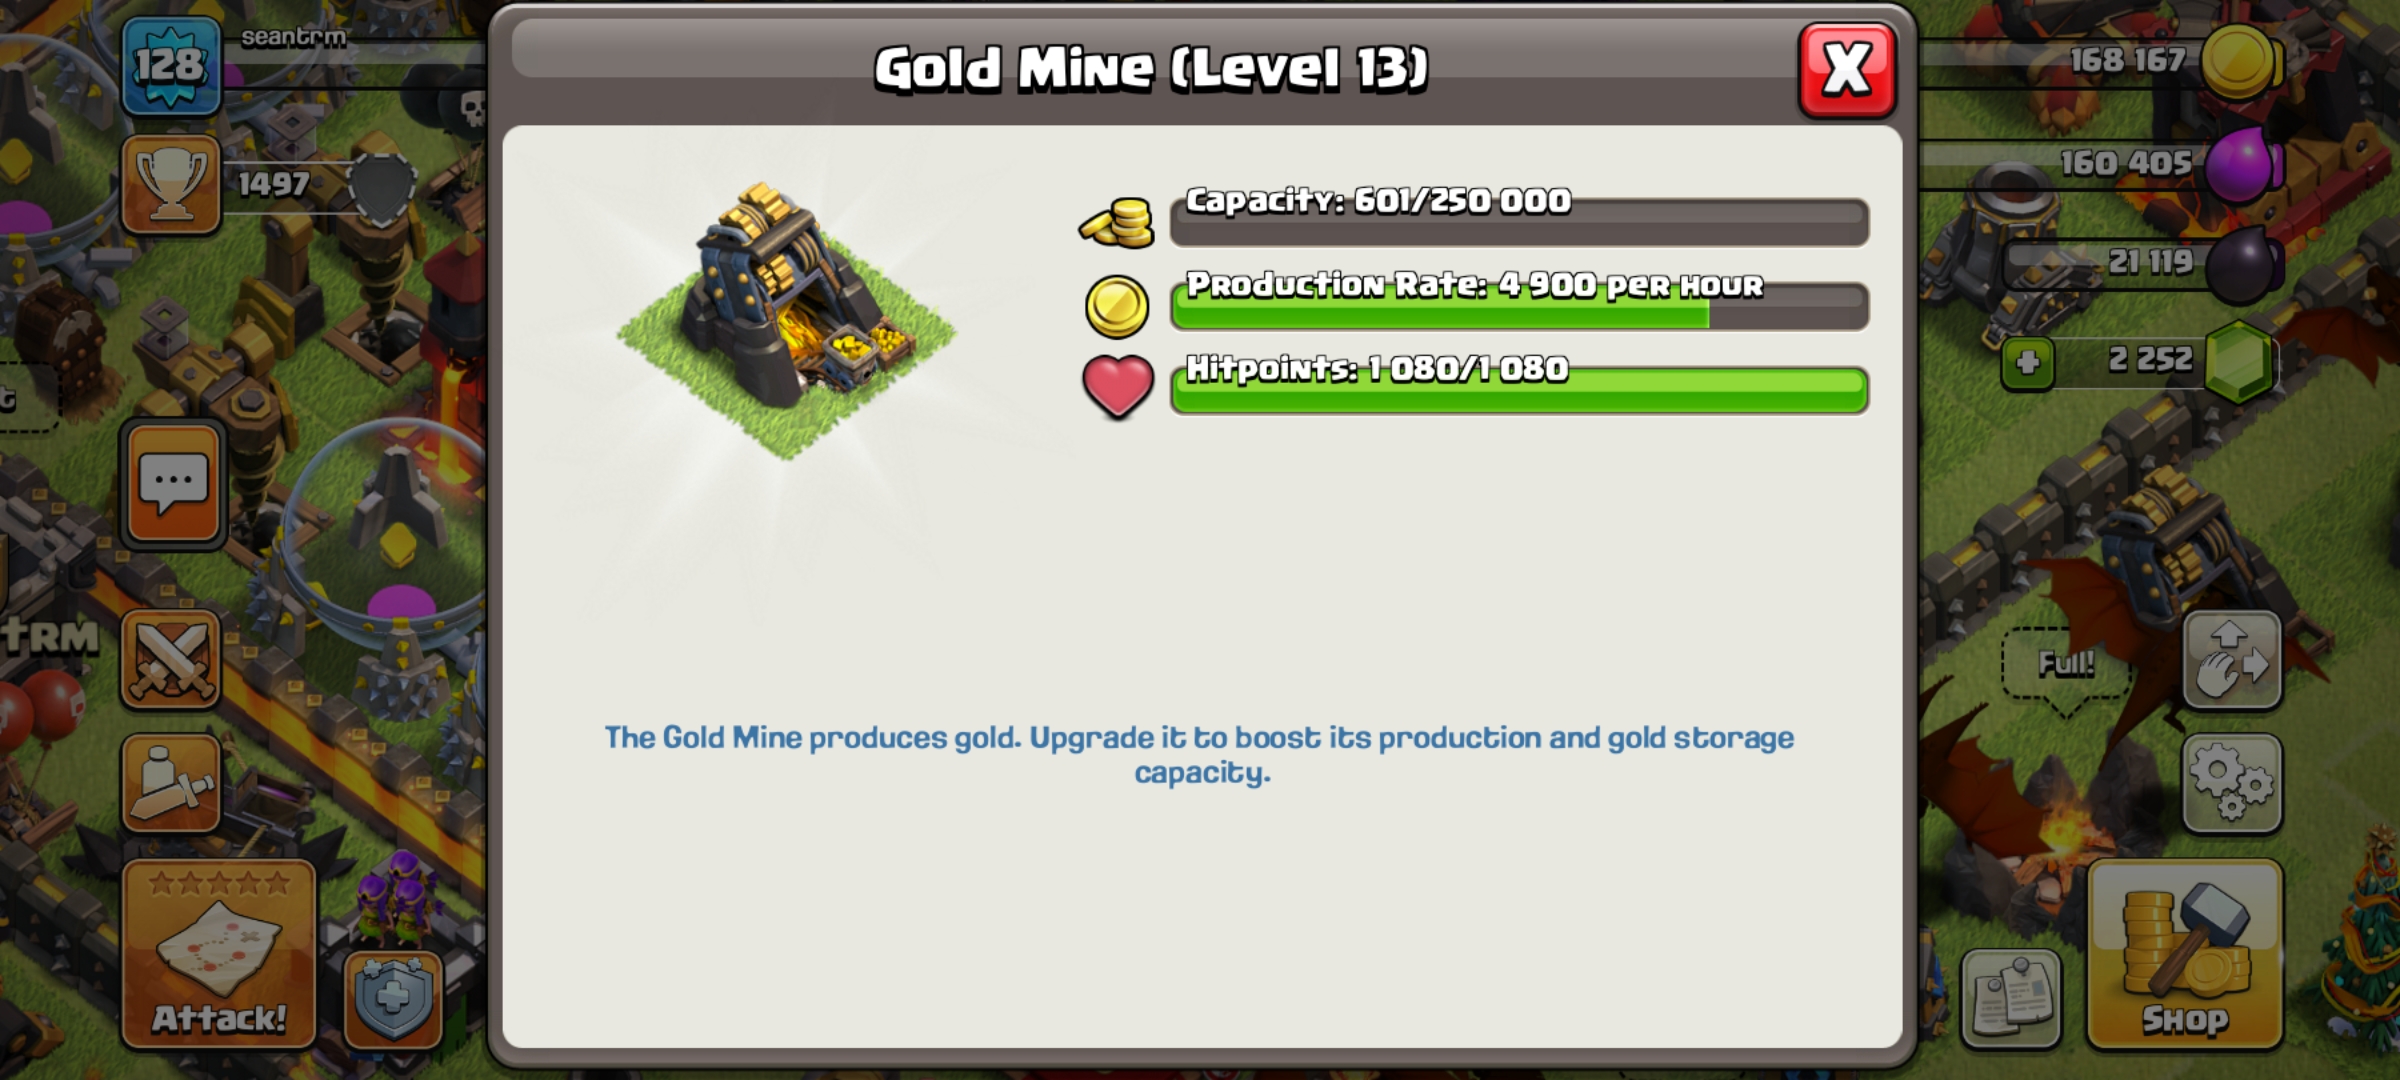 128
seantrm
Gold Mine (Level 13)
X
168 167
1497
Capacity: 601/250 000
160 405
Production Rate: 4 900 per hour
21 119
Hitpoints: 1 080/1 080
2 252
t
trm
Full!
The Gold Mine produces gold. Upgrade it to boost its production and gold storage
capacity.
Attack!
Shop